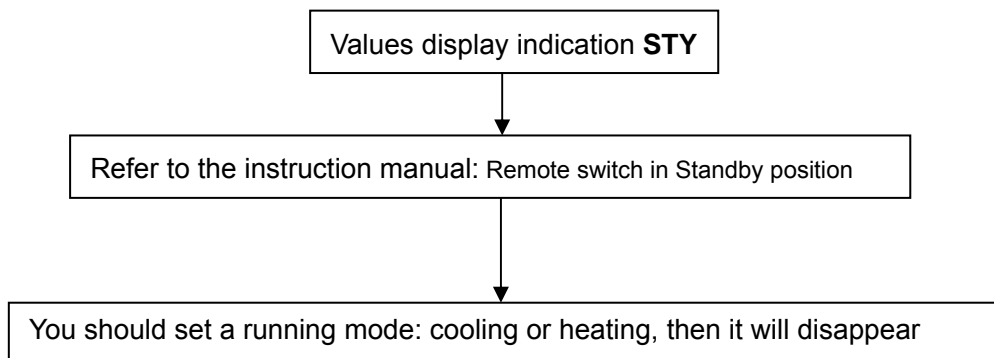 Values display indication STY
Refer to the instruction manual: Remote switch in Standby position
You should set a running mode: cooling or heating, then it will disappear